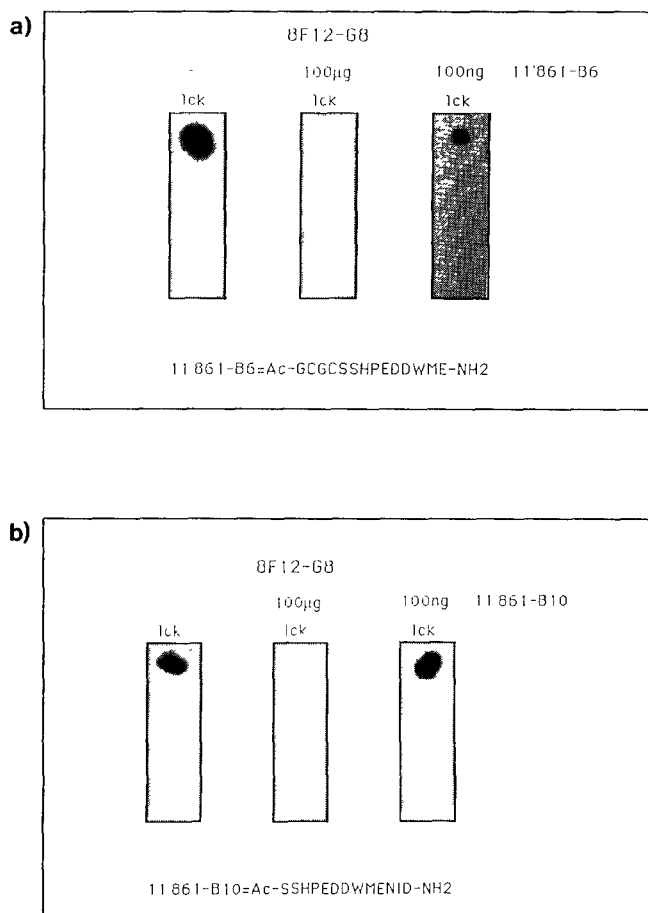 a)
8F12-G8
- 100µg 100ng 11'861-B6
lck lck lck
11'861-B6=Ac-GCGCSSHPEDDWME-NH2
b)
8F12-G8
- 100µg 100ng 11'861-B10
lck lck lck
11'861-B10=Ac-SSHPEDDWMENID-NH2